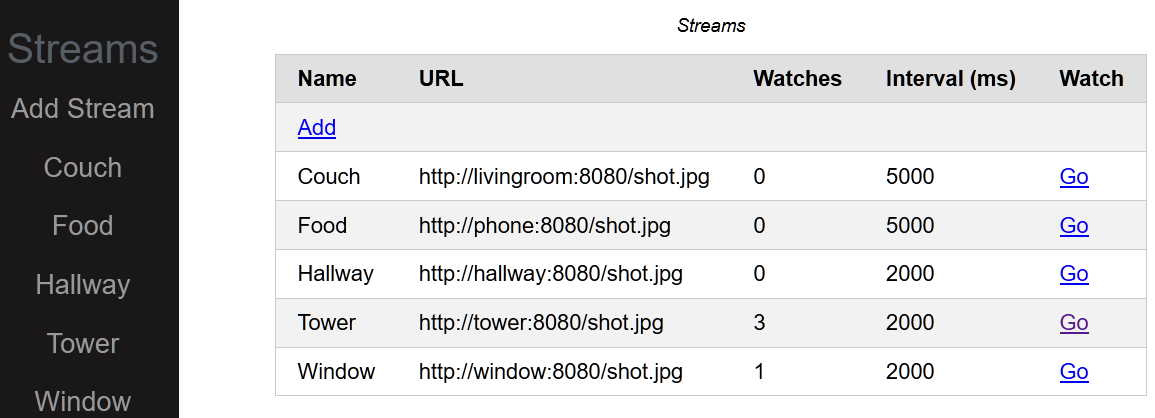 Streams
Add Stream
Couch
Food
Hallway
Tower
Window
Streams
Name URL Watches Interval (ms) Watch
Add
Couch http://livingroom:8080/shot.jpg 0 5000 Go
Food http://phone:8080/shot.jpg 0 5000 Go
Hallway http://hallway:8080/shot.jpg 0 2000 Go
Tower http://tower:8080/shot.jpg 3 2000 Go
Window http://window:8080/shot.jpg 1 2000 Go